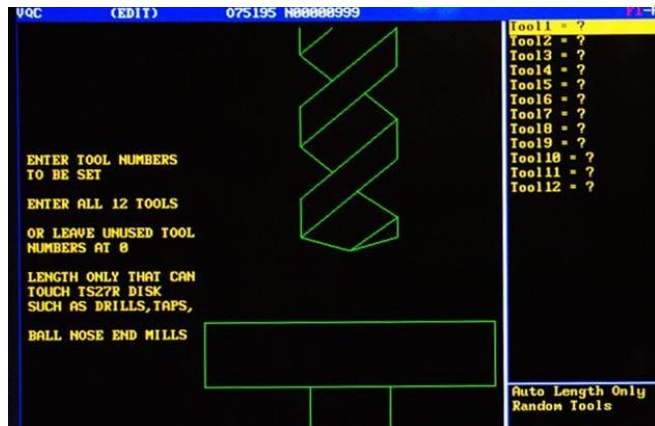 VQC (EDIT) O75195 N00000999 F1-
Tool1 = ?
Tool2 = ?
Tool3 = ?
Tool4 = ?
Tool5 = ?
Tool6 = ?
Tool7 = ?
Tool8 = ?
Tool9 = ?
Tool10 = ?
Tool11 = ?
Tool12 = ?
ENTER TOOL NUMBERS
TO BE SET
ENTER ALL 12 TOOLS
OR LEAVE UNUSED TOOL
NUMBERS AT 0
LENGTH ONLY THAT CAN
TOUCH TS27R DISK
SUCH AS DRILLS,TAPS,
BALL NOSE END MILLS
Auto Length Only
Random Tools